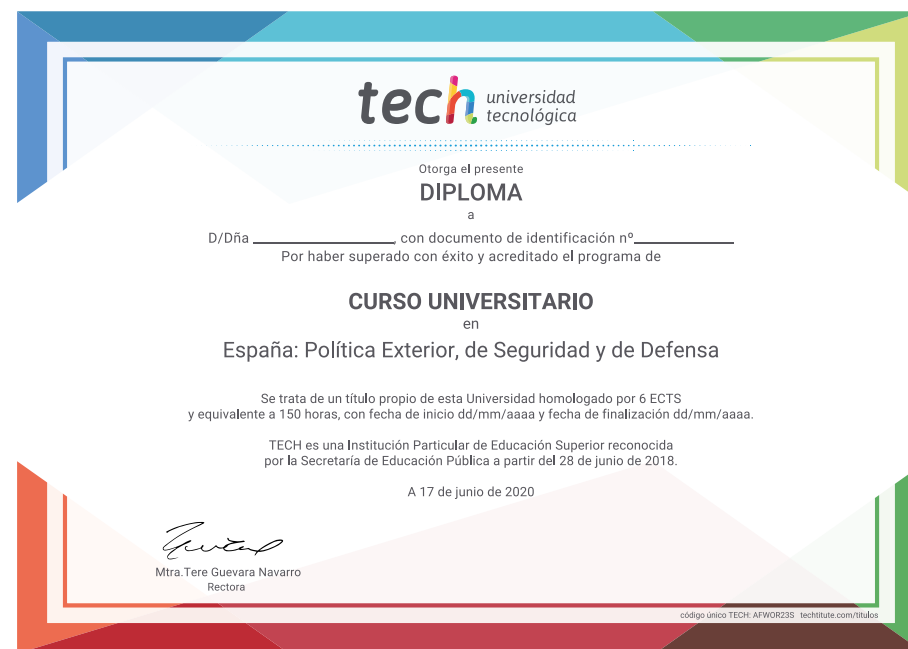 tech universidad
tecnológica
Otorga el presente
DIPLOMA
a
D/Dña ______________, con documento de identificación nº__________
Por haber superado con éxito y acreditado el programa de
CURSO UNIVERSITARIO
en
España: Política Exterior, de Seguridad y de Defensa
Se trata de un título propio de esta Universidad homologado por 6 ECTS
y equivalente a 150 horas, con fecha de inicio dd/mm/aaaa y fecha de finalización dd/mm/aaaa.
TECH es una Institución Particular de Educación Superior reconocida
por la Secretaría de Educación Pública a partir del 28 de junio de 2018.
A 17 de junio de 2020
Mtra.Tere Guevara Navarro
Rectora
código único TECH: AFWOR23S techtitute.com/titulos